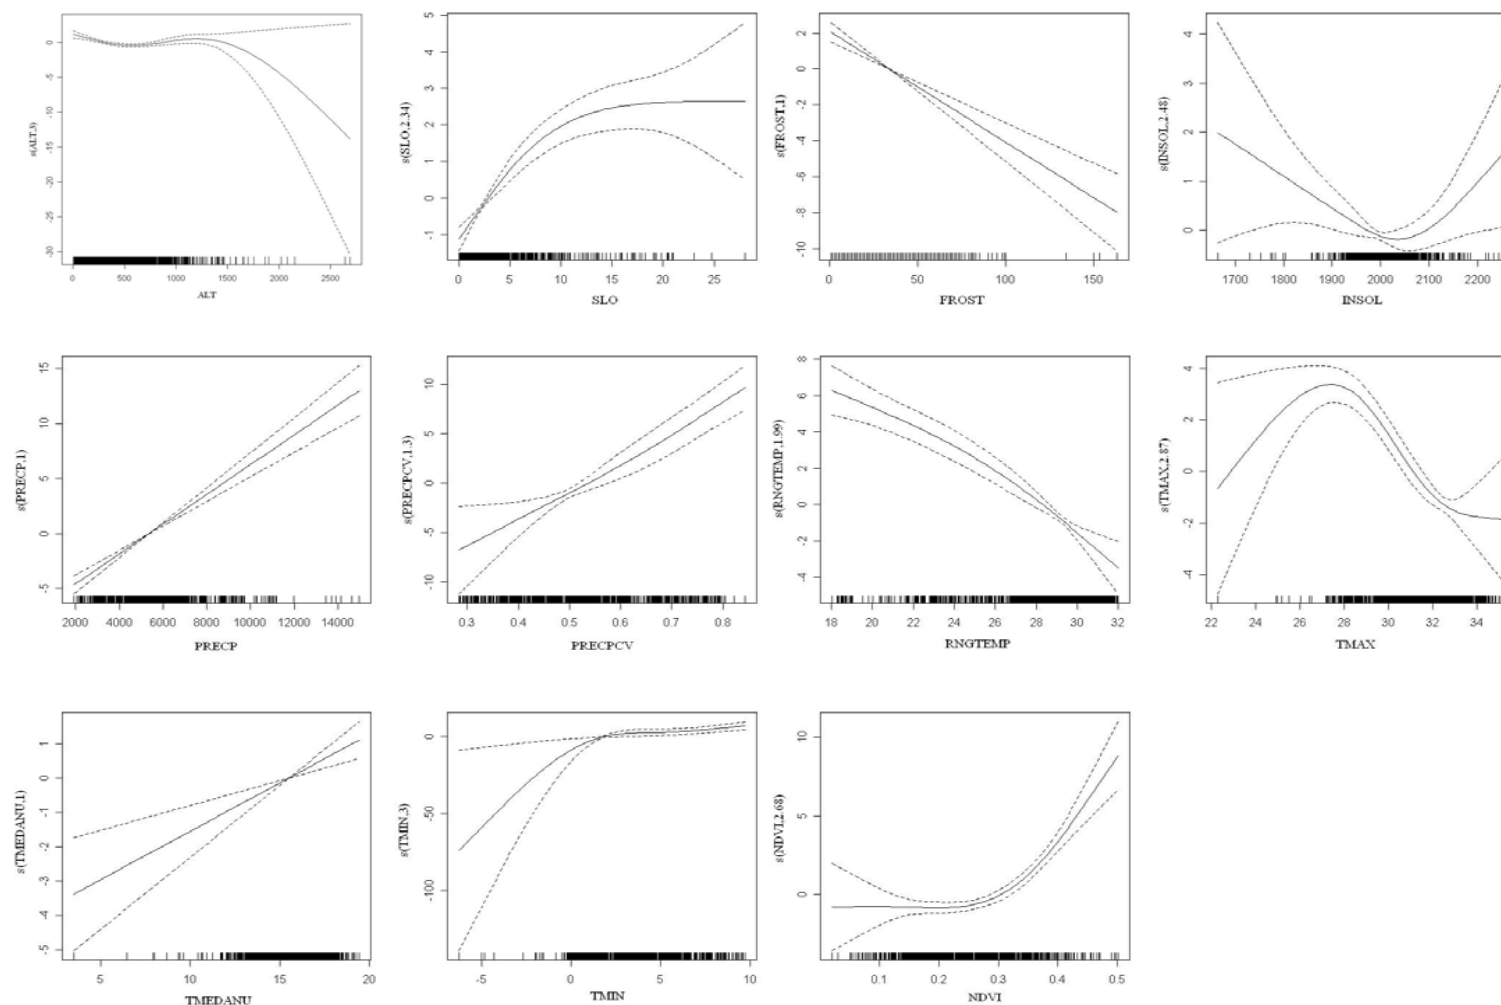 s(ALT,3)
0
-5
-10
-15
-20
-25
-30
0 500 1000 1500 2000 2500
ALT
s(SLO,2.34)
5
4
3
2
1
0
-1
0 5 10 15 20 25
SLO
s(FROST,1)
2
0
-2
-4
-6
-8
-10
0 50 100 150
FROST
s(INSOL,2.48)
4
3
2
1
0
1700 1800 1900 2000 2100 2200
INSOL
s(PRECP,1)
15
10
5
0
-5
2000 4000 6000 8000 10000 12000 14000
PRECP
s(PRECPCV,1.3)
10
5
0
-5
-10
0.3 0.4 0.5 0.6 0.7 0.8
PRECPCV
s(RNGTEMP,1.99)
8
6
4
2
0
-2
-4
18 20 22 24 26 28 30 32
RNGTEMP
s(TMAX,2.87)
4
2
0
-2
-4
22 24 26 28 30 32 34
TMAX
s(TMEDANU,1)
1
0
-1
-2
-3
-4
-5
5 10 15 20
TMEDANU
s(TMIN,3)
0
-50
-100
-5 0 5 10
TMIN
s(NDVI,2.68)
10
5
0
0.1 0.2 0.3 0.4 0.5
NDVI